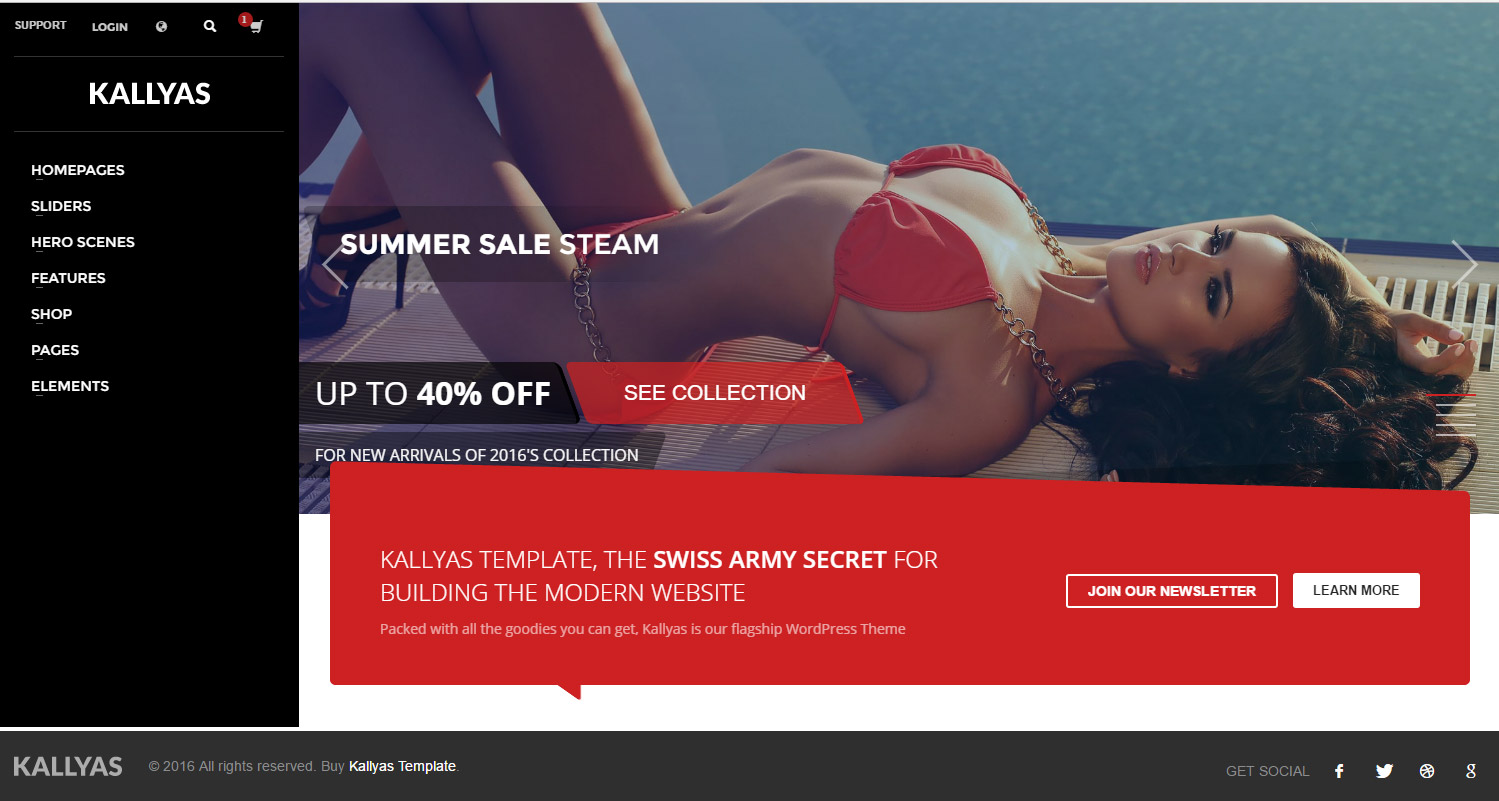 SUPPORT LOGIN 1
KALLYAS
HOMEPAGES
SLIDERS
HERO SCENES
FEATURES
SHOP
PAGES
ELEMENTS
SUMMER SALE STEAM
UP TO 40% OFF
SEE COLLECTION
FOR NEW ARRIVALS OF 2016'S COLLECTION
KALLYAS TEMPLATE, THE SWISS ARMY SECRET FOR
BUILDING THE MODERN WEBSITE
Packed with all the goodies you can get, Kallyas is our flagship WordPress Theme
JOIN OUR NEWSLETTER
LEARN MORE
KALLYAS
© 2016 All rights reserved. Buy Kallyas Template.
GET SOCIAL